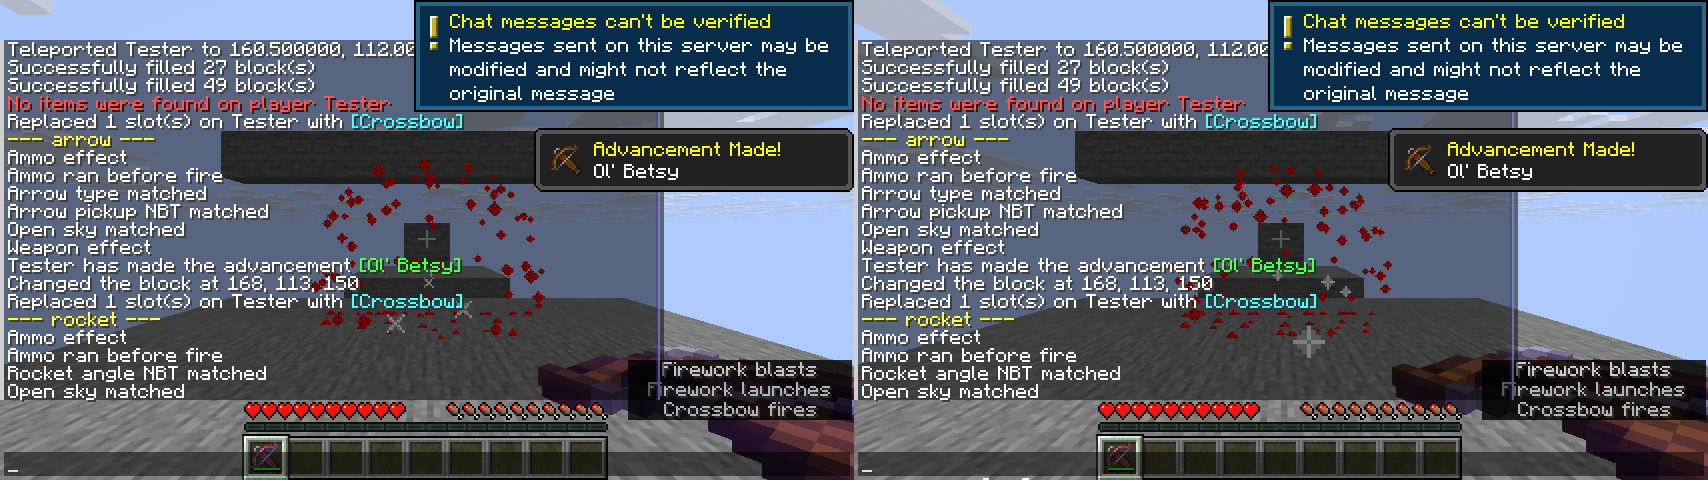 Chat messages can't be verified
Messages sent on this server may be
modified and might not reflect the
original message
Teleported Tester to 160.500000, 112.00
Successfully filled 27 block(s)
Successfully filled 49 block(s)
No items were found on player Tester
Replaced 1 slot(s) on Tester with [Crossbow]
--- arrow ---
Advancement Made!
Ol' Betsy
Ammo effect
Ammo ran before fire
Arrow type matched
Arrow pickup NBT matched
Open sky matched
Weapon effect
Tester has made the advancement [Ol' Betsy]
Changed the block at 168, 113, 150
Replaced 1 slot(s) on Tester with [Crossbow]
--- rocket ---
Ammo effect
Ammo ran before fire
Rocket angle NBT matched
Open sky matched
Firework blasts
Firework launches
Crossbow fires
_
Chat messages can't be verified
Messages sent on this server may be
modified and might not reflect the
original message
Teleported Tester to 160.500000, 112.00
Successfully filled 27 block(s)
Successfully filled 49 block(s)
No items were found on player Tester
Replaced 1 slot(s) on Tester with [Crossbow]
--- arrow ---
Advancement Made!
Ol' Betsy
Ammo effect
Ammo ran before fire
Arrow type matched
Arrow pickup NBT matched
Open sky matched
Weapon effect
Tester has made the advancement [Ol' Betsy]
Changed the block at 168, 113, 150
Replaced 1 slot(s) on Tester with [Crossbow]
--- rocket ---
Ammo effect
Ammo ran before fire
Rocket angle NBT matched
Open sky matched
Firework blasts
Firework launches
Crossbow fires
_